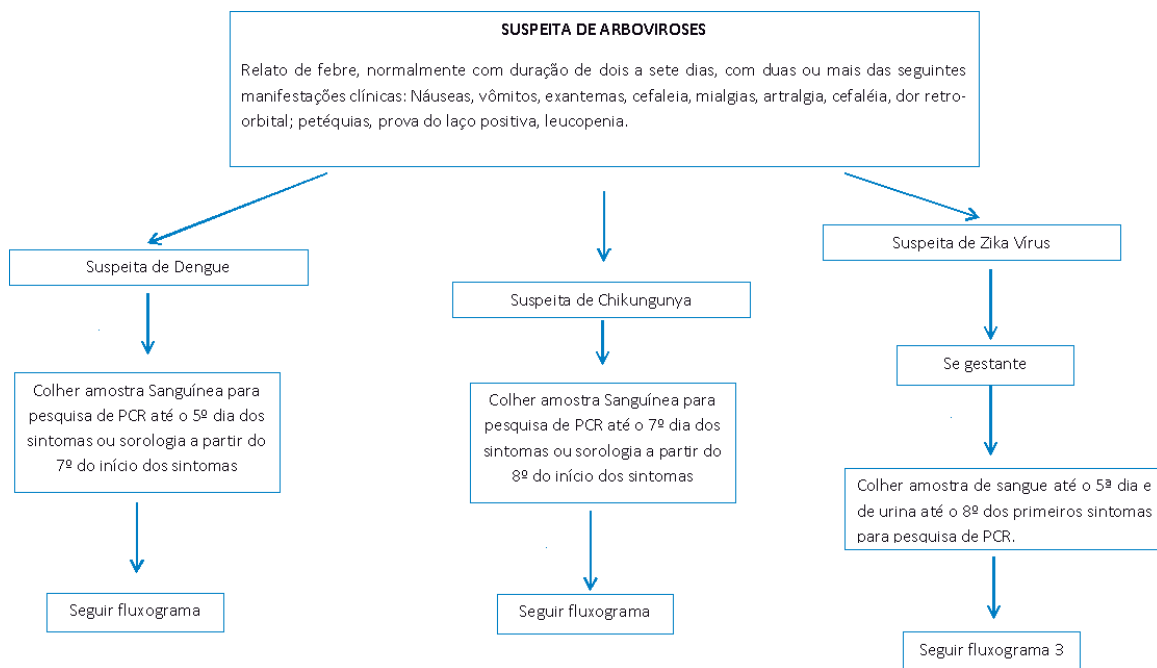 SUSPEITA DE ARBOVIROSES
Relato de febre, normalmente com duração de dois a sete dias, com duas ou mais das seguintes
manifestações clínicas: Náuseas, vômitos, exantemas, cefaleia, mialgias, artralgia, cefaléia, dor retro-
orbital; petéquias, prova do laço positiva, leucopenia.
Suspeita de Dengue
Colher amostra Sanguínea para
pesquisa de PCR até o 5º dia dos
sintomas ou sorologia a partir do
7º do início dos sintomas
Seguir fluxograma
Suspeita de Chikungunya
Colher amostra Sanguínea para
pesquisa de PCR até o 7º dia dos
sintomas ou sorologia a partir do
8º do início dos sintomas
Seguir fluxograma
Suspeita de Zika Vírus
Se gestante
Colher amostra de sangue até o 5ª dia e
de urina até o 8º dos primeiros sintomas
para pesquisa de PCR.
Seguir fluxograma 3